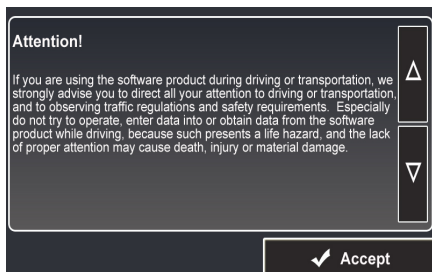 Attention!
If you are using the software product during driving or transportation, we
strongly advise you to direct all your attention to driving or transportation,
and to observing traffic regulations and safety requirements. Especially
do not try to operate, enter data into or obtain data from the software
product while driving, because such presents a life hazard, and the lack
of proper attention may cause death, injury or material damage.
Accept